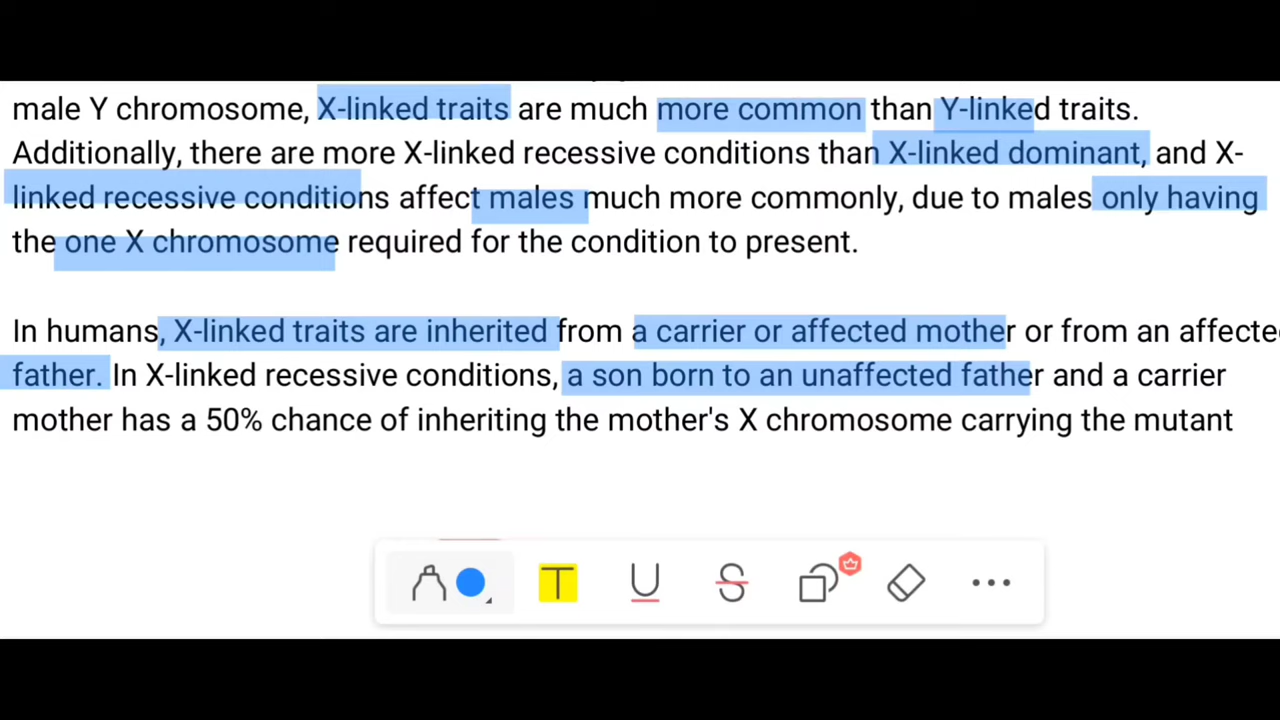 male Y chromosome, X-linked traits are much more common than Y-linked traits.
Additionally, there are more X-linked recessive conditions than X-linked dominant, and X-
linked recessive conditions affect males much more commonly, due to males only having
the one X chromosome required for the condition to present.
In humans, X-linked traits are inherited from a carrier or affected mother or from an affecte
father. In X-linked recessive conditions, a son born to an unaffected father and a carrier
mother has a 50% chance of inheriting the mother's X chromosome carrying the mutant
T U S